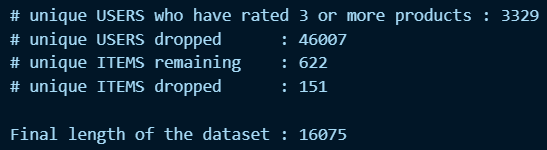 # unique USERS who have rated 3 or more products : 3329
# unique USERS dropped      : 46007
# unique ITEMS remaining    : 622
# unique ITEMS dropped      : 151
Final length of the dataset : 16075